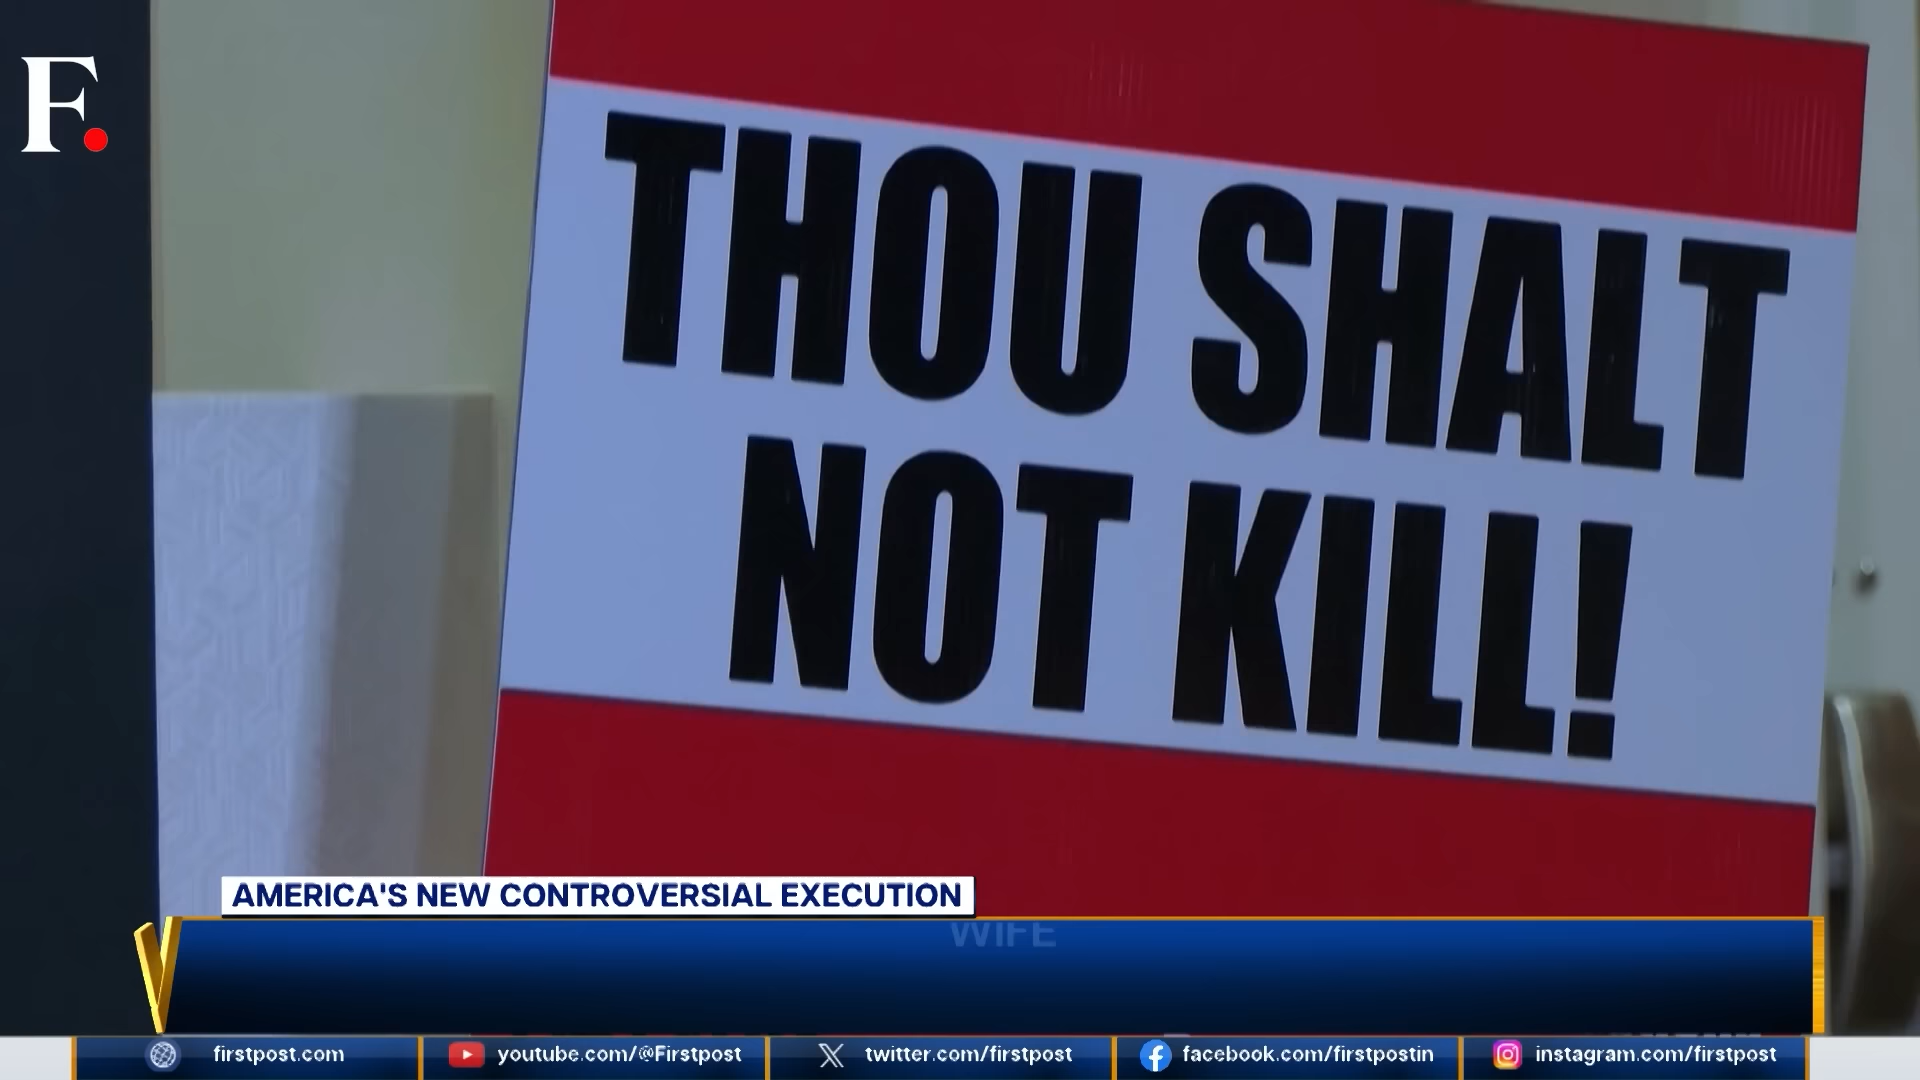 F.
THOU SHALT
NOT KILL!
AMERICA'S NEW CONTROVERSIAL EXECUTION
WIFE
firstpost.com
youtube.com/@Firstpost
twitter.com/firstpost
facebook.com/firstpostin
instagram.com/firstpost